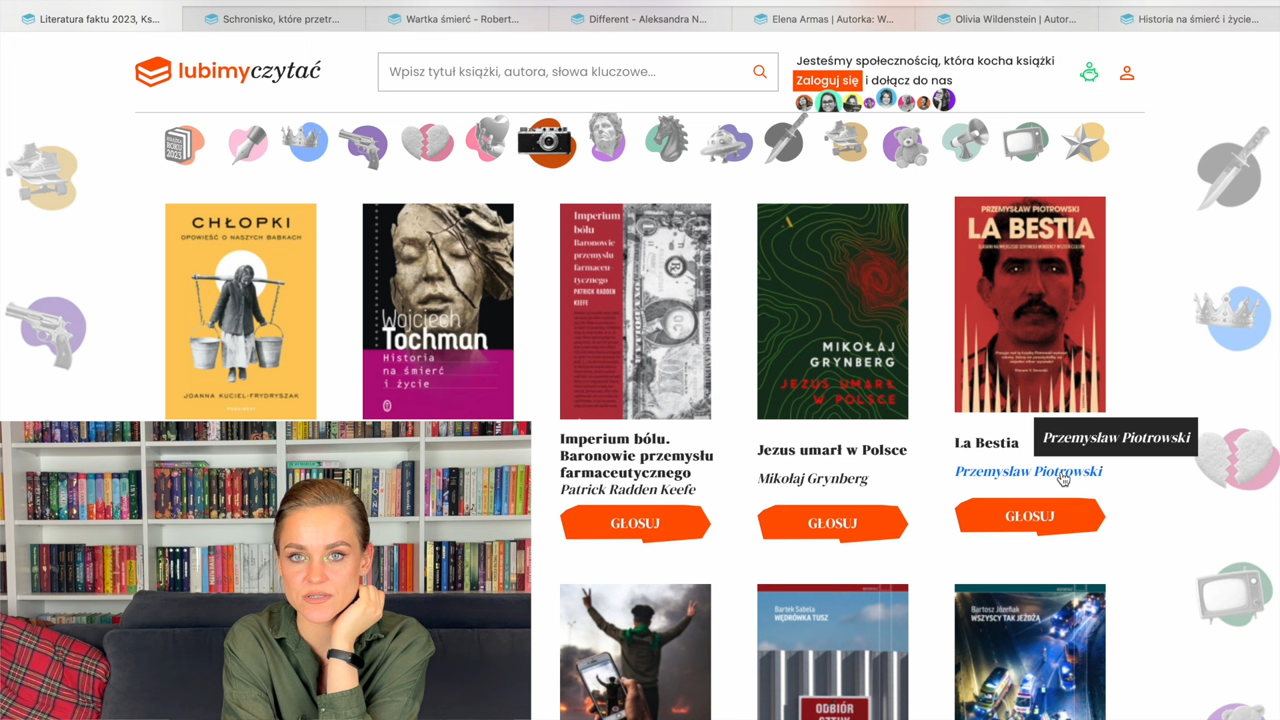 Literatura faktu 2023, Ks...
Schronisko, które przetr...
Wartka śmierć - Robert...
Different - Aleksandra N...
Elena Armas | Autorka: W...
Olivia Wildenstein | Autor...
Historia na śmierć i życie...
lubimyczytać
Wpisz tytuł książki, autora, słowa kluczowe...
Jesteśmy społecznością, która kocha książki
Zaloguj się i dołącz do nas
2023
CHŁOPKI
OPOWIEŚĆ O NASZYCH BABKACH
JOANNA KUCIEL-FRYDRYSZAK
Wojciech
Tochman
Historia
na śmierć
i życie
Imperium
bólu
Baronowie
przemysłu
farmaceu-
tycznego
PATRICK RADDEN
KEEFE
MIKOŁAJ
GRYNBERG
JEZUS UMARŁ
W POLSCE
PRZEMYSŁAW PIOTROWSKI
LA BESTIA
Imperium bólu.
Baronowie przemysłu
farmaceutycznego
Patrick Radden Keefe
GŁOSUJ
Jezus umarł w Polsce
Mikołaj Grynberg
GŁOSUJ
La Bestia
Przemysław Piotrowski
Przemysław Piotrowski
GŁOSUJ
Bartek Sabela
WĘDRÓWKA TUSZ
ODBIÓR
SZTUK
Bartosz Józefiak
WSZYSCY TAK JEŻDŻĄ